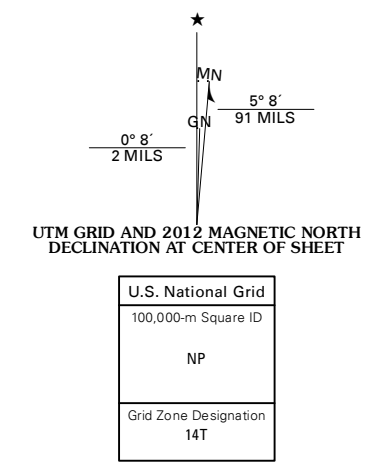 ★
MN
5° 8´
91 MILS
GN
0° 8´
2 MILS
UTM GRID AND 2012 MAGNETIC NORTH
DECLINATION AT CENTER OF SHEET
U.S. National Grid
100,000-m Square ID
NP
Grid Zone Designation
14T